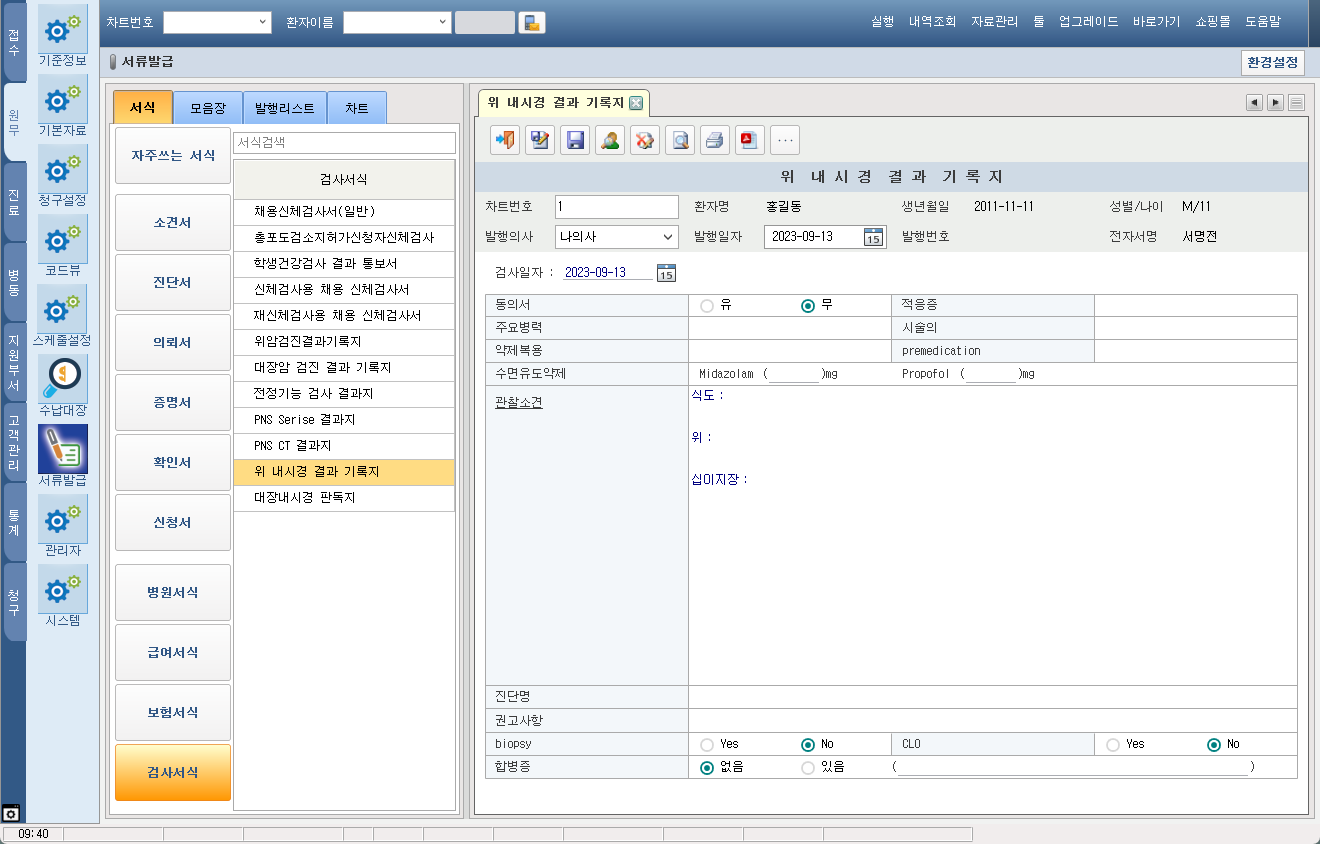 차트번호 환자이름 실행 내역조회 자료관리 툴 업그레이드 바로가기 쇼핑몰 도움말
서류발급 환경설정
접수
원무
진료
병동
지원부서
고객관리
통계
청구
기준정보
기본자료
청구설정
코드뷰
스케줄설정
수납대장
서류발급
관리자
시스템
서식 모음장 발행리스트 차트
자주쓰는 서식
소견서
진단서
의뢰서
증명서
확인서
신청서
병원서식
급여서식
보험서식
검사서식
서식검색
검사서식
채용신체검사서(일반)
총포도검소지허가신청자신체검사
학생건강검사 결과 통보서
신체검사용 채용 신체검사서
재신체검사용 채용 신체검사서
위암검진결과기록지
대장암 검진 결과 기록지
전정기능 검사 결과지
PNS Serise 결과지
PNS CT 결과지
위 내시경 결과 기록지
대장내시경 판독지
위 내시경 결과 기록지
위 내 시 경 결 과 기 록 지
차트번호 1 환자명 홍길동 생년월일 2011-11-11 성별/나이 M/11
발행의사 나의사 발행일자 2023-09-13 15 발행번호 전자서명 서명전
검사일자 : 2023-09-13 15
동의서 유 무 적응증
주요병력 시술의
약제복용 premedication
수면유도약제 Midazolam ( )mg Propofol ( )mg
관찰소견 식도 :
위 :
십이지장 :
진단명
권고사항
biopsy Yes No CLO Yes No
합병증 없음 있음 ( )
09:40